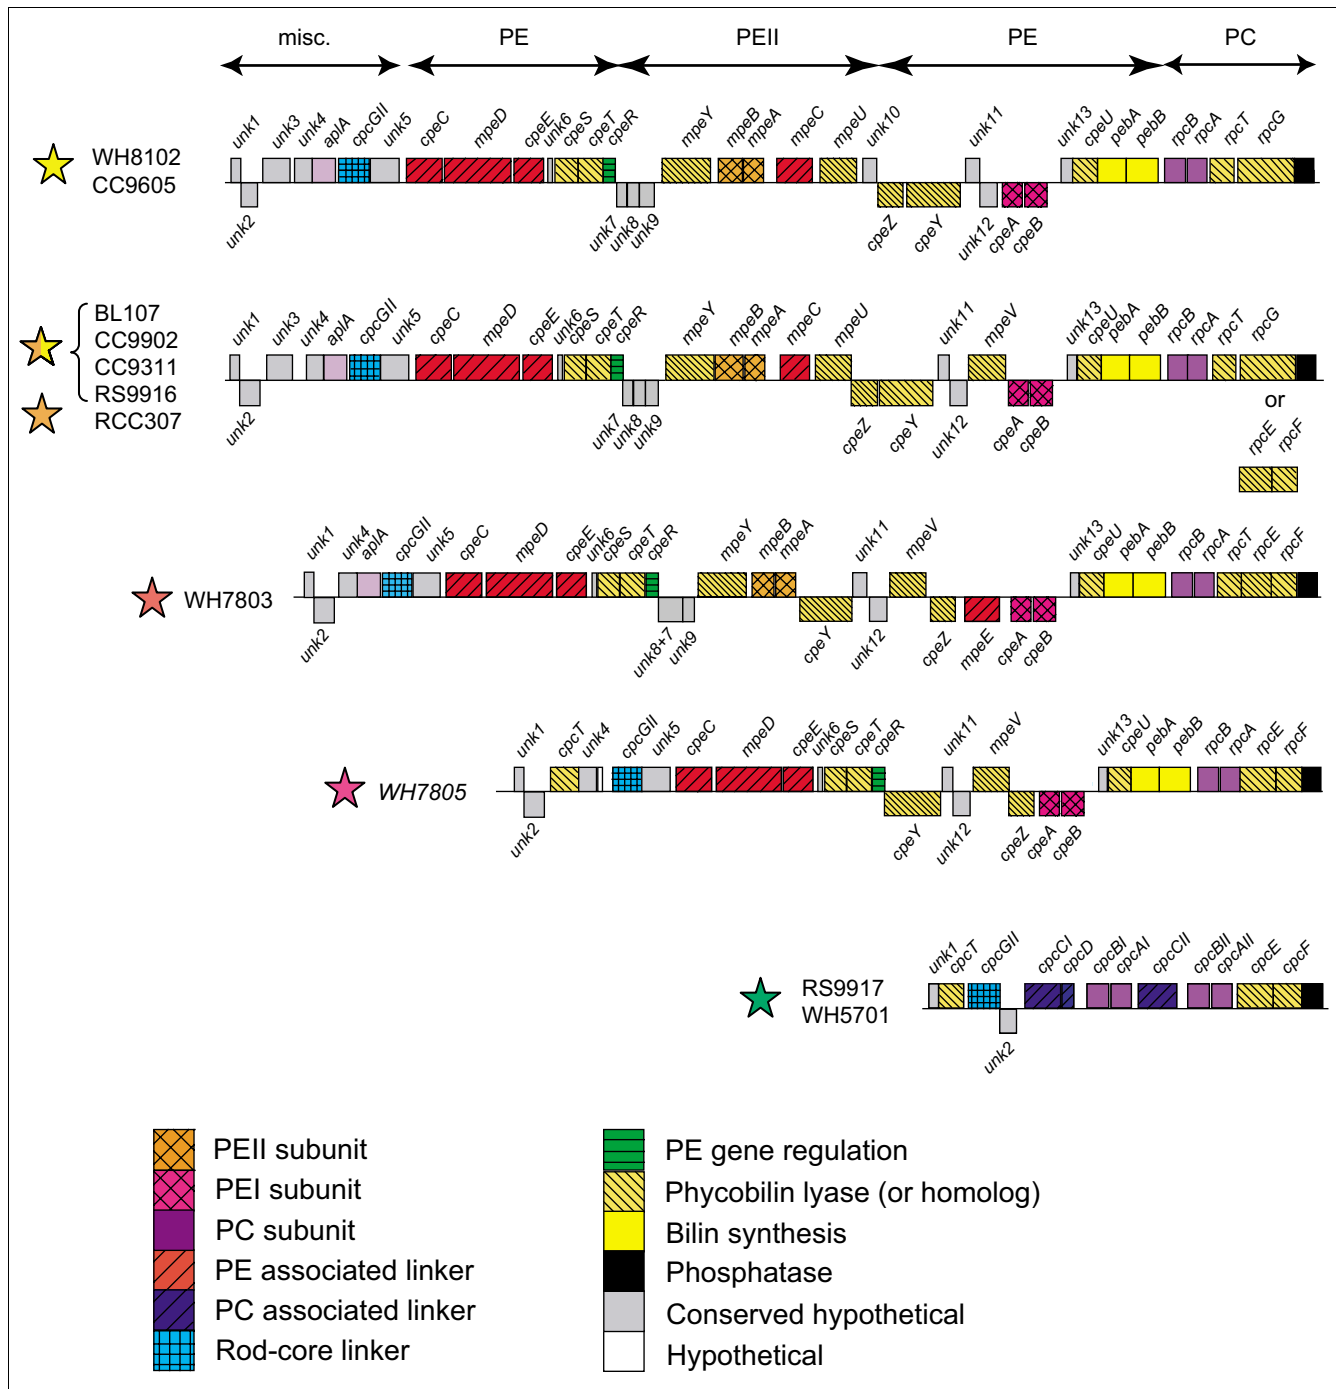 misc. PE PEII PE PC
unk1 unk3 unk4 aplA cpcGII unk5 cpeC mpeD cpeE unk6 cpeS cpeT cpeR mpeY mpeB mpeA mpeC mpeU unk10 unk11 unk13 cpeU pebA pebB rpcB rpcA rpcT rpcG
WH8102
CC9605
unk2 unk7 unk8 unk9 cpeZ cpeY unk12 cpeA cpeB
unk1 unk3 unk4 aplA cpcGII unk5 cpeC mpeD cpeE unk6 cpeS cpeT cpeR mpeY mpeB mpeA mpeC mpeU unk11 mpeV unk13 cpeU pebA pebB rpcB rpcA rpcT rpcG
BL107
CC9902
CC9311
RS9916
RCC307
unk2 unk7 unk8 unk9 cpeZ cpeY unk12 cpeA cpeB
or
rpcE rpcF
unk1 unk4 aplA cpcGII unk5 cpeC mpeD cpeE unk6 cpeS cpeT cpeR mpeY mpeB mpeA unk11 mpeV unk13 cpeU pebA pebB rpcB rpcA rpcT rpcE rpcF
WH7803
unk2 unk8+7 unk9 cpeY unk12 cpeZ mpeE cpeA cpeB
unk1 cpcT unk4 cpcGII unk5 cpeC mpeD cpeE unk6 cpeS cpeT cpeR unk11 mpeV unk13 cpeU pebA pebB rpcB rpcA rpcE rpcF
WH7805
unk2 cpeY unk12 cpeZ cpeA cpeB
unk1 cpcT cpcGII cpcCI cpcD cpcBI cpcAI cpcCII cpcBII cpcAII cpcE cpcF
RS9917
WH5701
unk2
PEII subunit
PEI subunit
PC subunit
PE associated linker
PC associated linker
Rod-core linker
PE gene regulation
Phycobilin lyase (or homolog)
Bilin synthesis
Phosphatase
Conserved hypothetical
Hypothetical